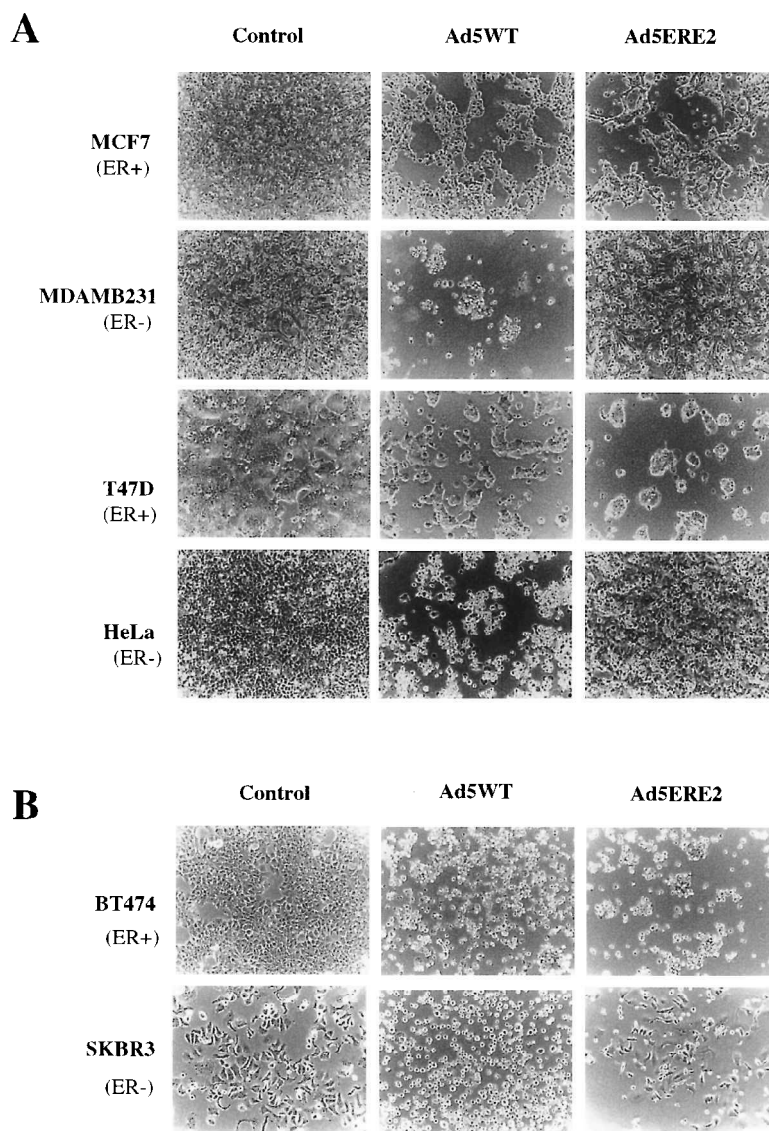 A
Control Ad5WT Ad5ERE2
MCF7
(ER+)
MDAMB231
(ER-)
T47D
(ER+)
HeLa
(ER-)
B
Control Ad5WT Ad5ERE2
BT474
(ER+)
SKBR3
(ER-)